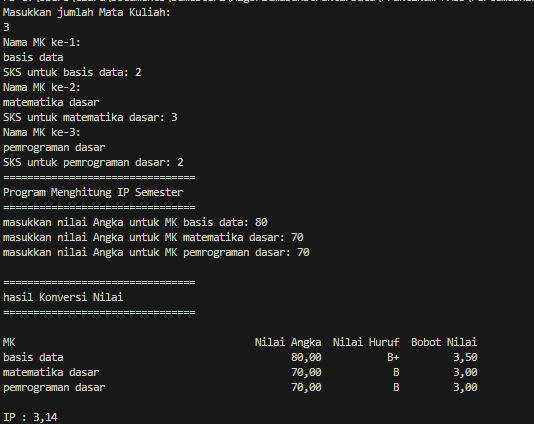 Masukkan jumlah Mata Kuliah:
3
Nama MK ke-1:
basis data
SKS untuk basis data: 2
Nama MK ke-2:
matematika dasar
SKS untuk matematika dasar: 3
Nama MK ke-3:
pemrograman dasar
SKS untuk pemrograman dasar: 2
================================
Program Menghitung IP Semester
================================
masukkan nilai Angka untuk MK basis data: 80
masukkan nilai Angka untuk MK matematika dasar: 70
masukkan nilai Angka untuk MK pemrograman dasar: 70
================================
hasil Konversi Nilai
================================
MK Nilai Angka Nilai Huruf Bobot Nilai
basis data 80,00 B+ 3,50
matematika dasar 70,00 B 3,00
pemrograman dasar 70,00 B 3,00
IP : 3,14